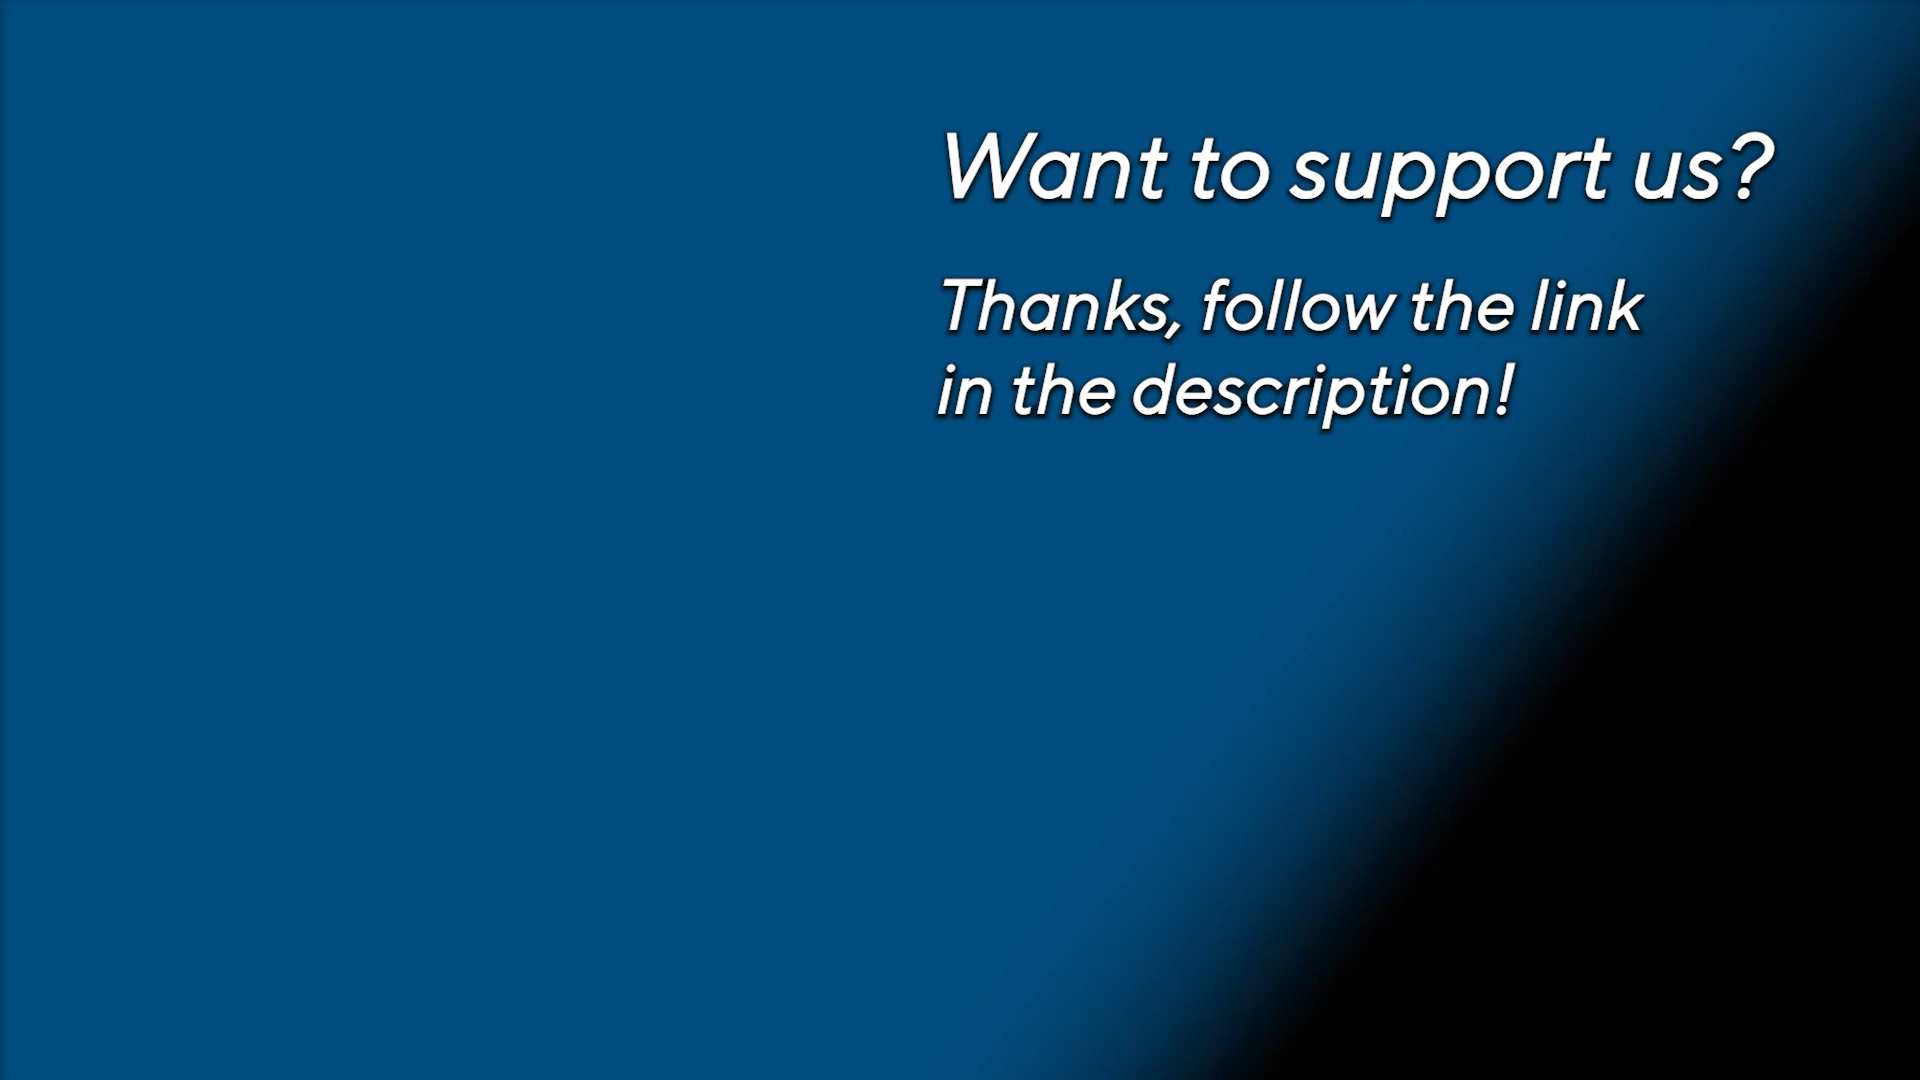 Want to support us?
Thanks, follow the link
in the description!